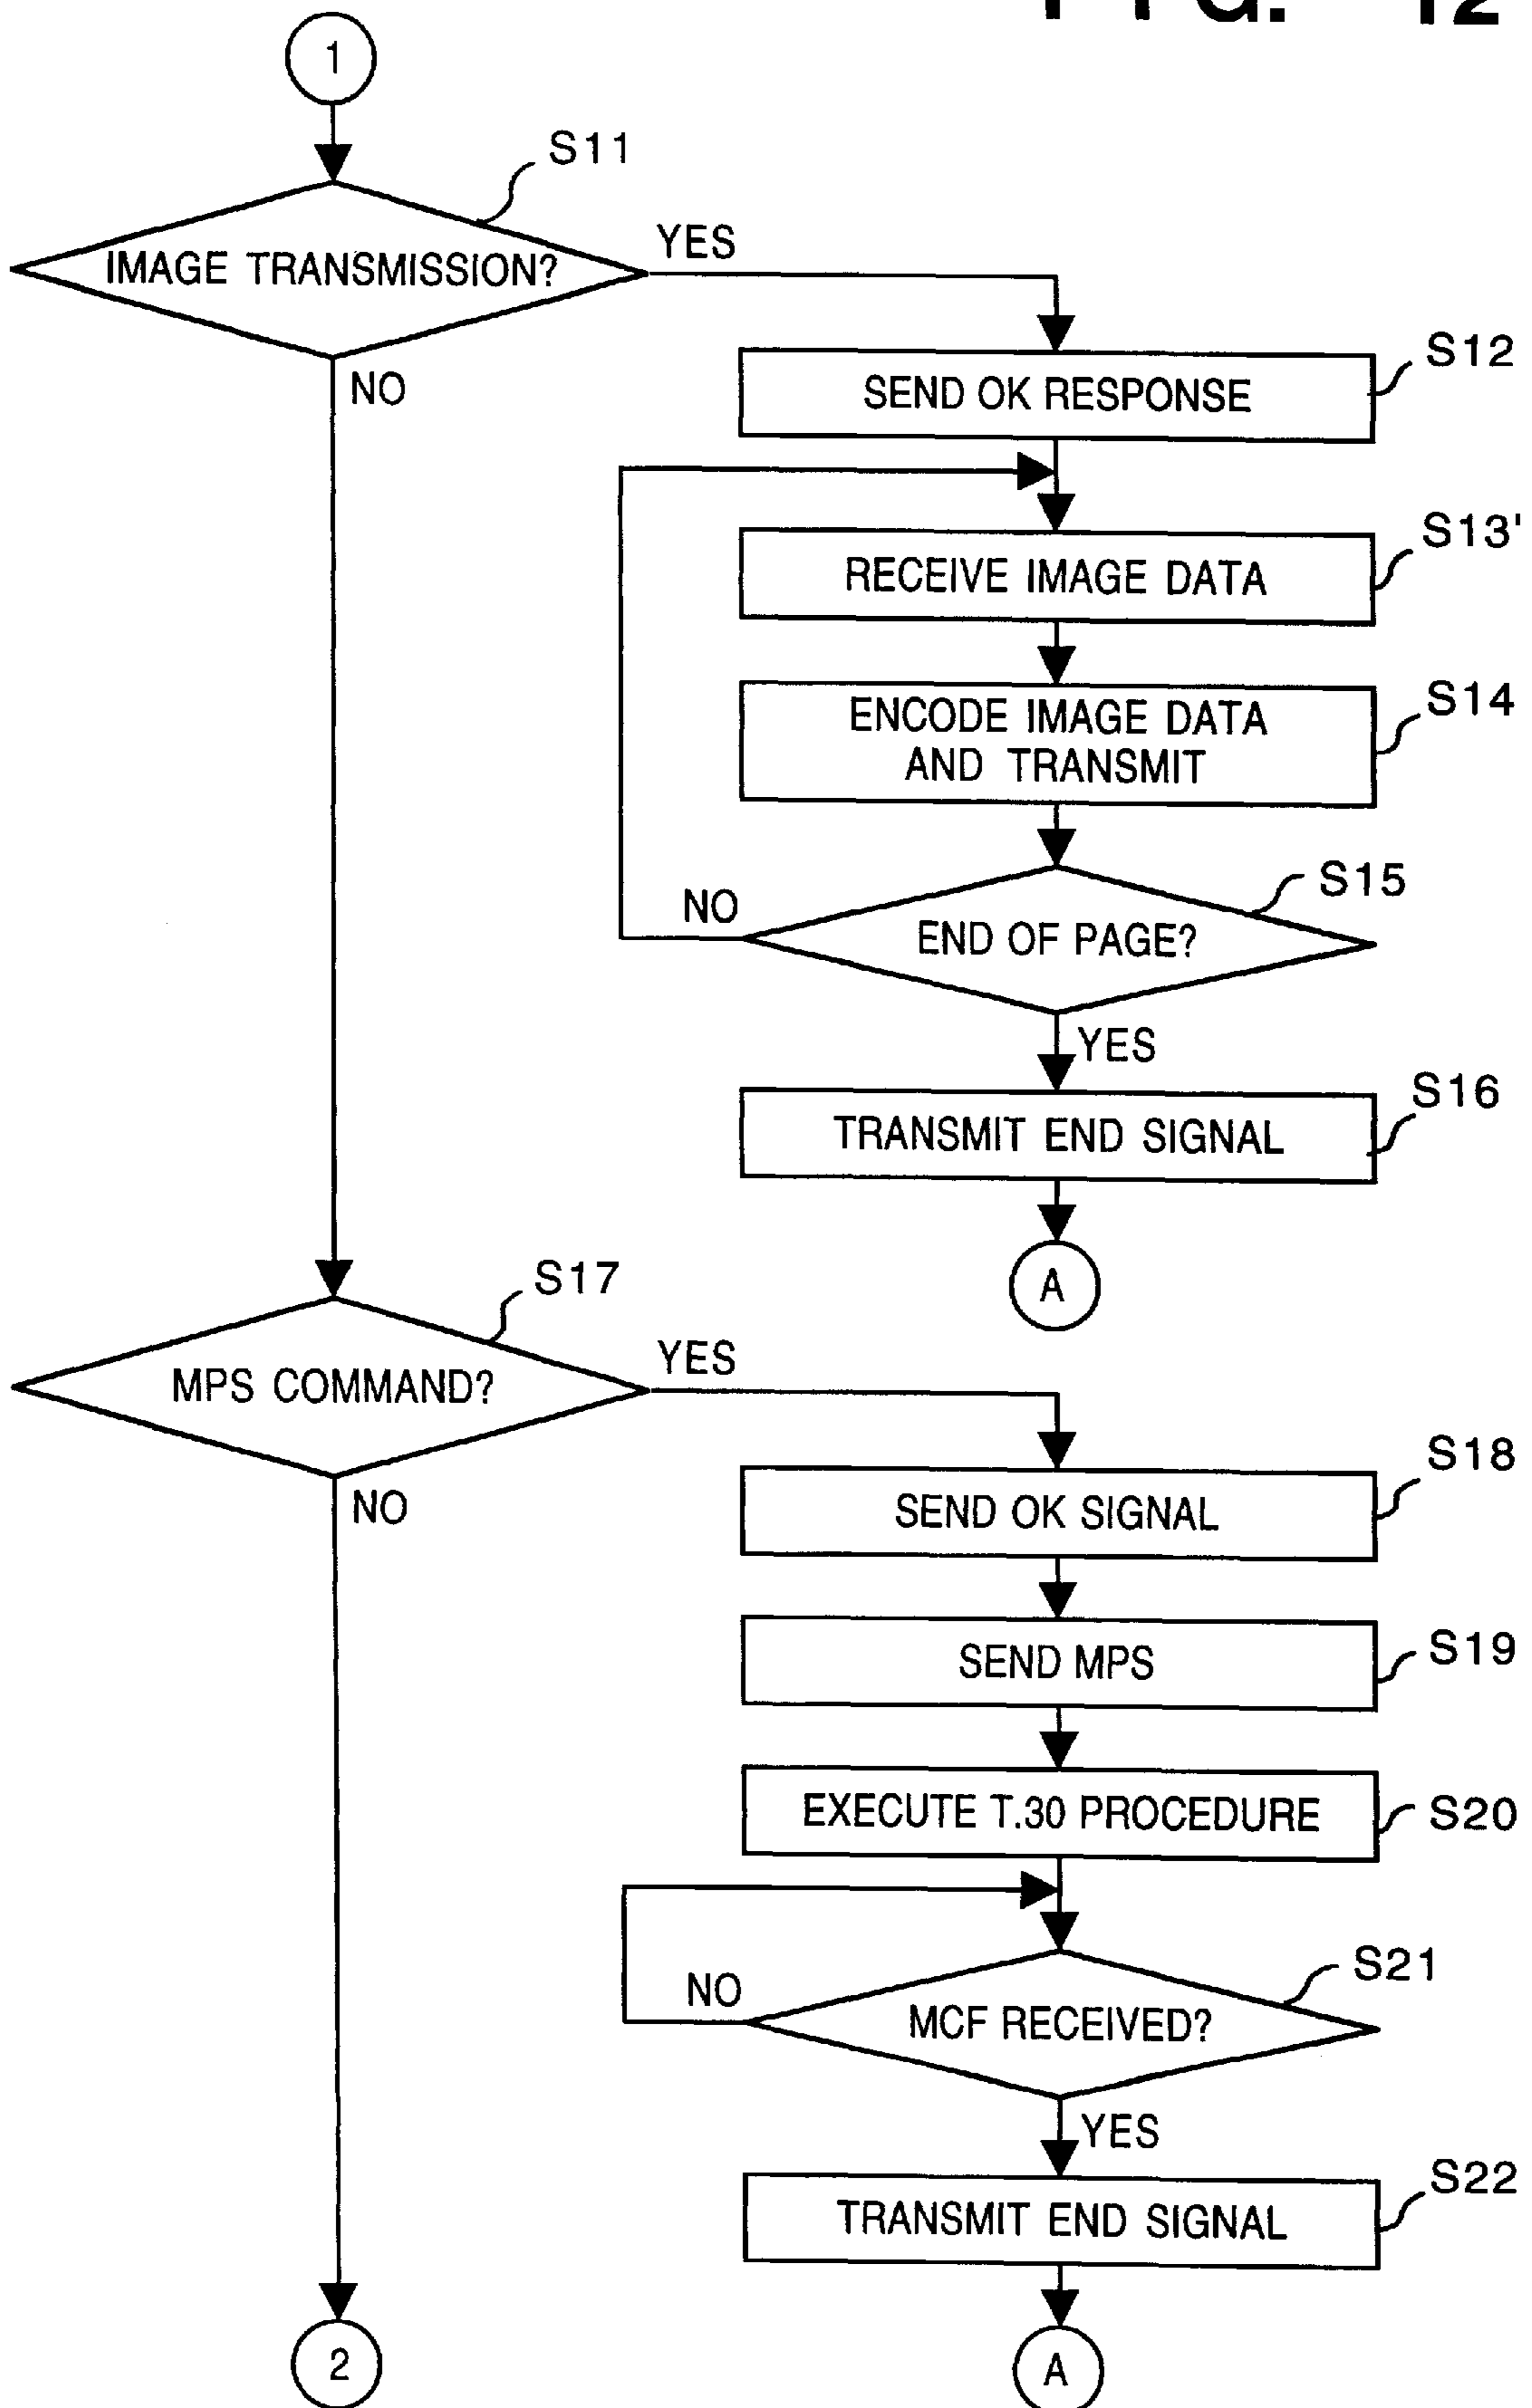 FIG. 12
1
S11
IMAGE TRANSMISSION?
YES
NO
S12
SEND OK RESPONSE
S13'
RECEIVE IMAGE DATA
S14
ENCODE IMAGE DATA
AND TRANSMIT
S15
NO
END OF PAGE?
YES
S16
TRANSMIT END SIGNAL
A
S17
MPS COMMAND?
YES
NO
S18
SEND OK SIGNAL
S19
SEND MPS
S20
EXECUTE T.30 PROCEDURE
S21
NO
MCF RECEIVED?
YES
S22
TRANSMIT END SIGNAL
2
A